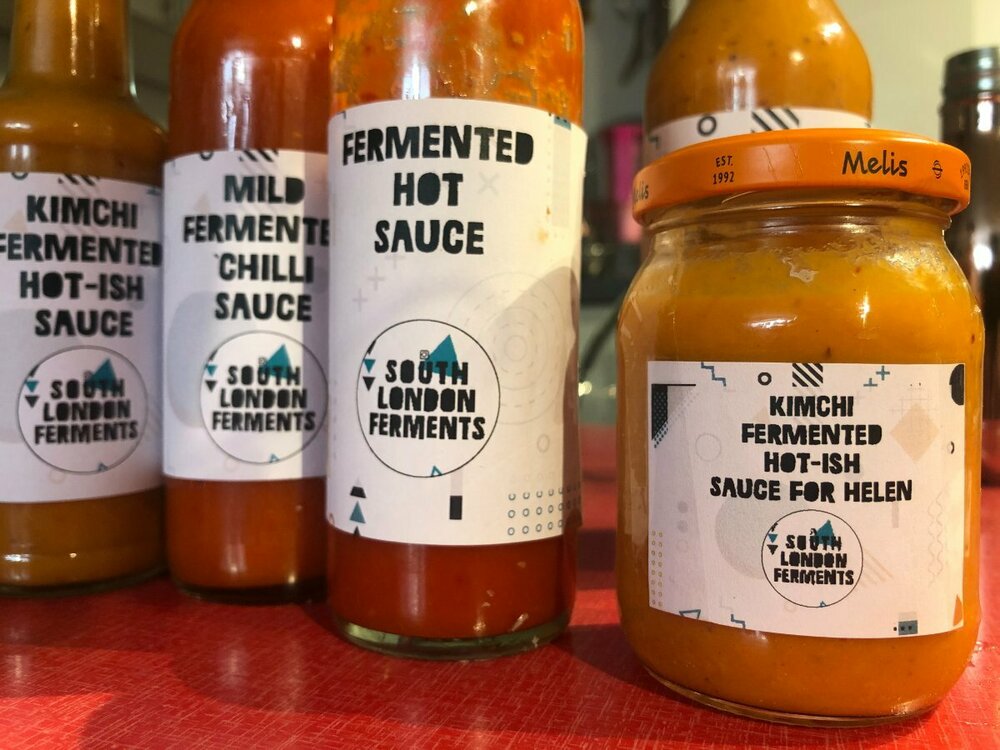 KIMCHI
FERMENTED
HOT-ISH
SAUCE
SOUTH
LONDON
FERMENTS
MILD
FERMENTE
CHILLI
SAUCE
SOUTH
LONDON
FERMENTS
FERMENTED
HOT
SAUCE
SOUTH
LONDON
FERMENTS
EST.
1992
Melis
KIMCHI
FERMENTED
HOT-ISH
SAUCE FOR HELEN
SOUTH
LONDON
FERMENTS